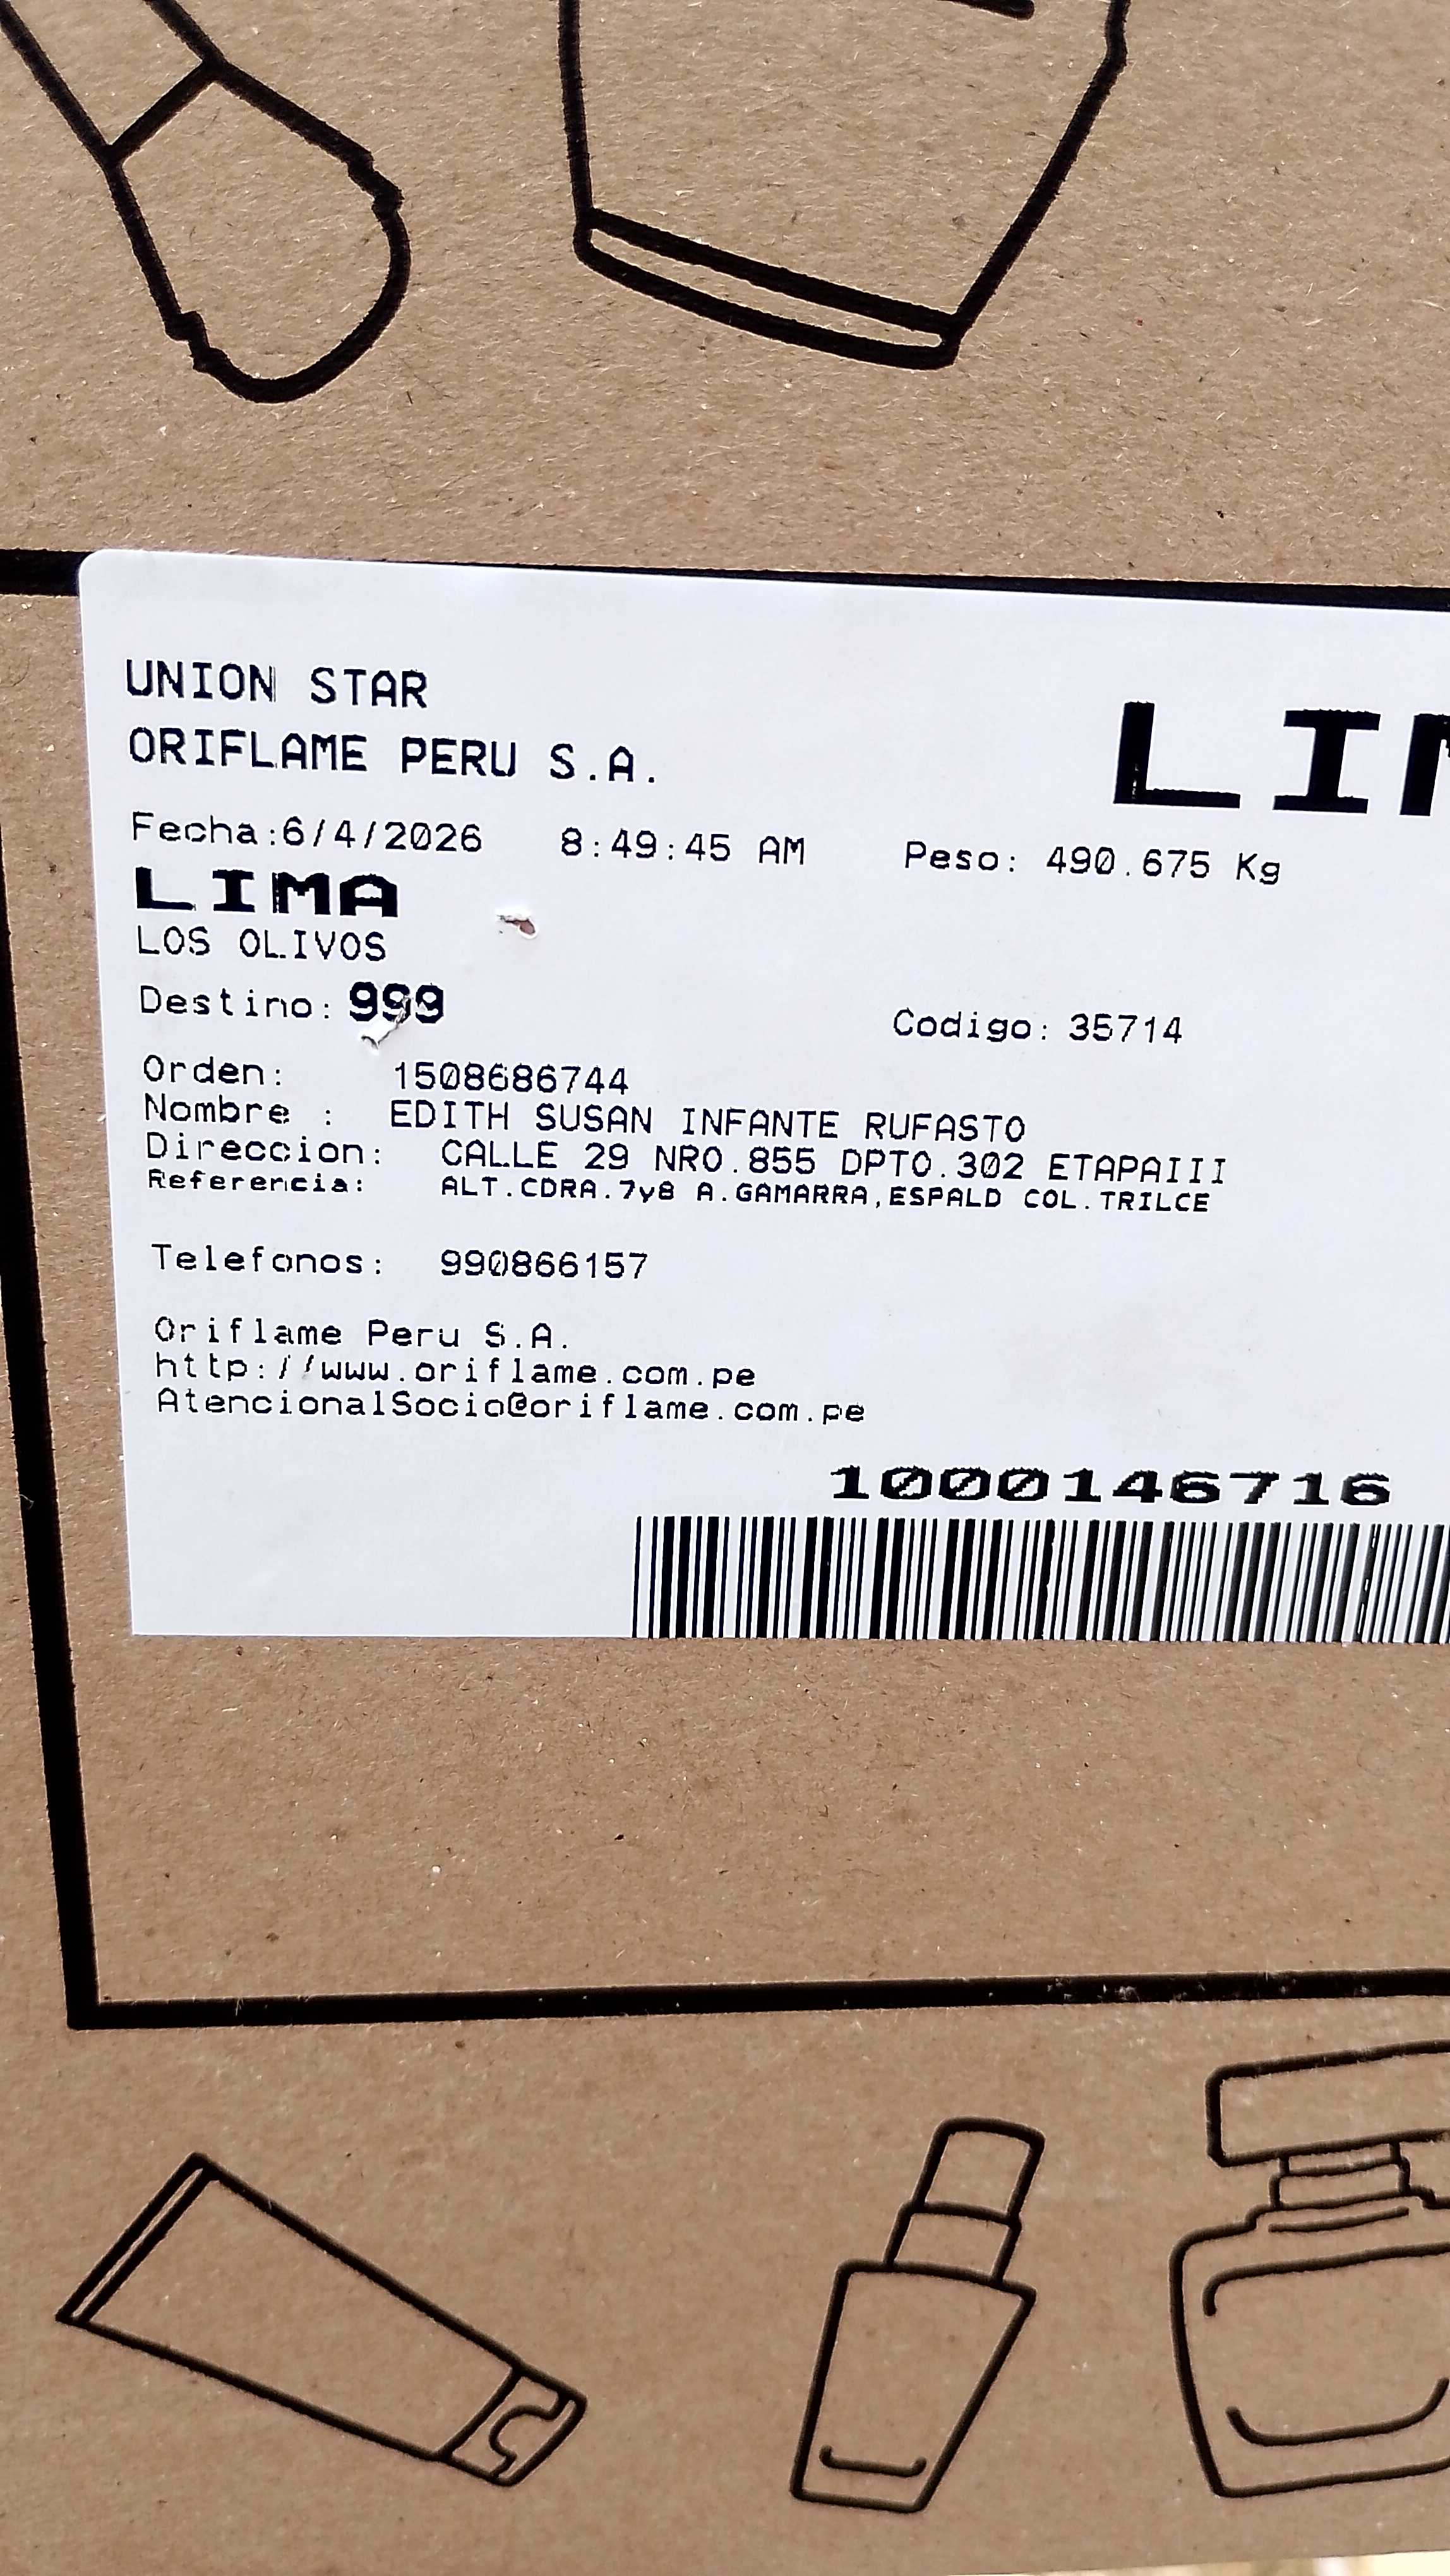 UNION STAR
LIM
ORIFLAME PERU S.A.
Fecha:6/4/2026 8:49:45 AM Peso: 490.675 Kg
LIMA
LOS OLIVOS
Destino: 999 Codigo: 35714
Orden: 1508686744
Nombre : EDITH SUSAN INFANTE RUFASTO
Direccion: CALLE 29 NRO.855 DPTO.302 ETAPAIII
Referencia: ALT.CDRA.7y8 A.GAMARRA,ESPALD COL.TRILCE
Telefonos: 990866157
Oriflame Peru S.A.
http://www.oriflame.com.pe
AtencionalSocio@oriflame.com.pe
1000146716